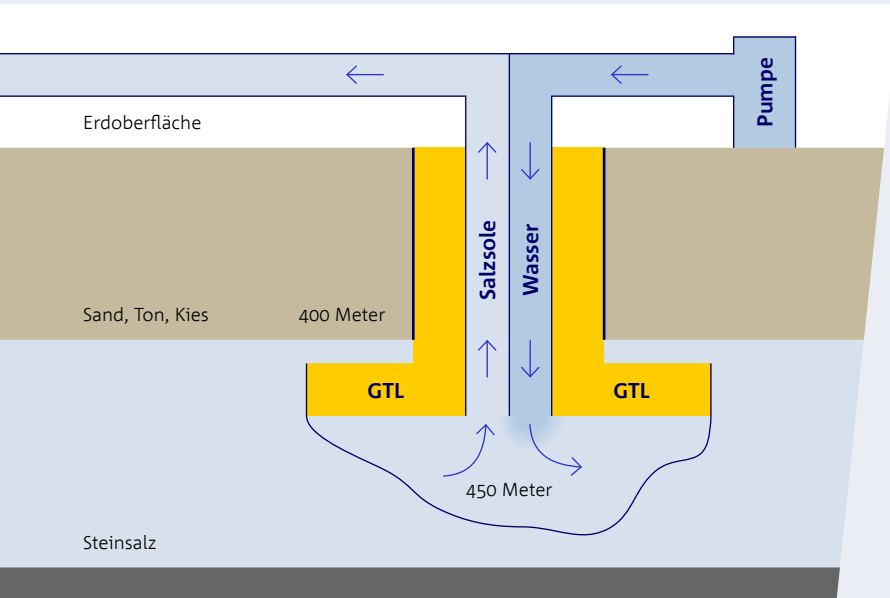 Pumpe
Erdoberfläche
Salzsole
Wasser
Sand, Ton, Kies
400 Meter
GTL
GTL
450 Meter
Steinsalz